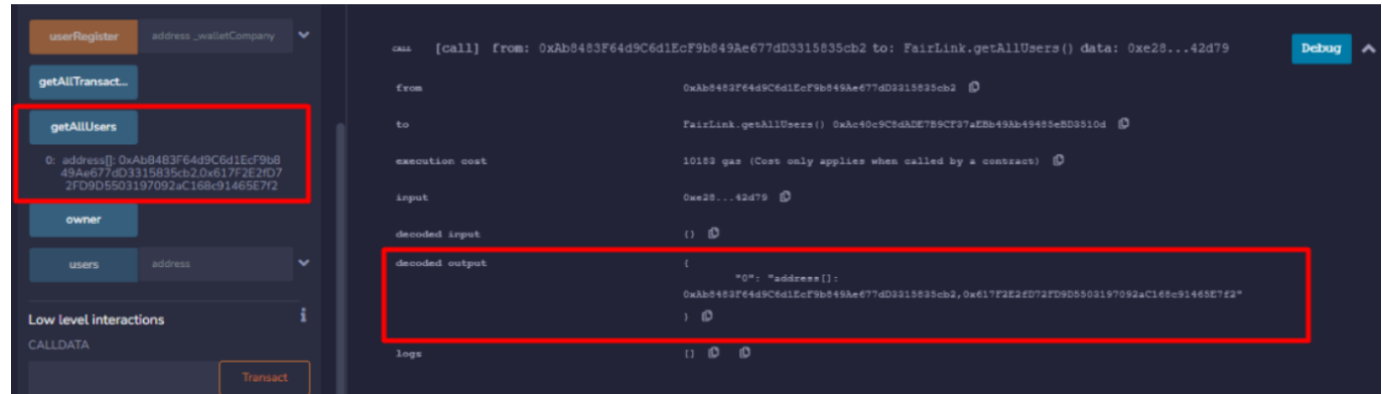 userRegister address _walletCompany
getAllTransact...
getAllUsers
0: address[]: 0xAb8483F64d9C6d1EcF9b8
49Ae677dD3315835cb2,0x617F2E2fD7
2FD9D5503197092aC168c91465E7f2
owner
users address
Low level interactions i
CALLDATA
Transact
CALL [call] from: 0xAb8483F64d9C6d1EcF9b849Ae677dD3315835cb2 to: FairLink.getAllUsers() data: 0xe28...42d79 Debug
from 0xAb8483F64d9C6d1EcF9b849Ae677dD3315835cb2
to FairLink.getAllUsers()
execution cost 10183 gas (Cost only applies when called by a contract)
input 0xe28...42d79
decoded input {}
decoded output {
"0": "address[]:
0xAb8483F64d9C6d1EcF9b849Ae677dD3315835cb2,0x617F2E2fD72FD9D5503197092aC168c91465E7f2"
}
logs []